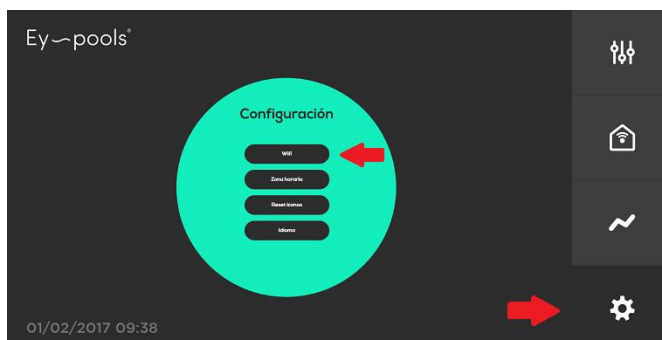 Ey-pools®
Configuración
Wifi
Zona horaria
Reset iconos
Idioma
01/02/2017 09:38